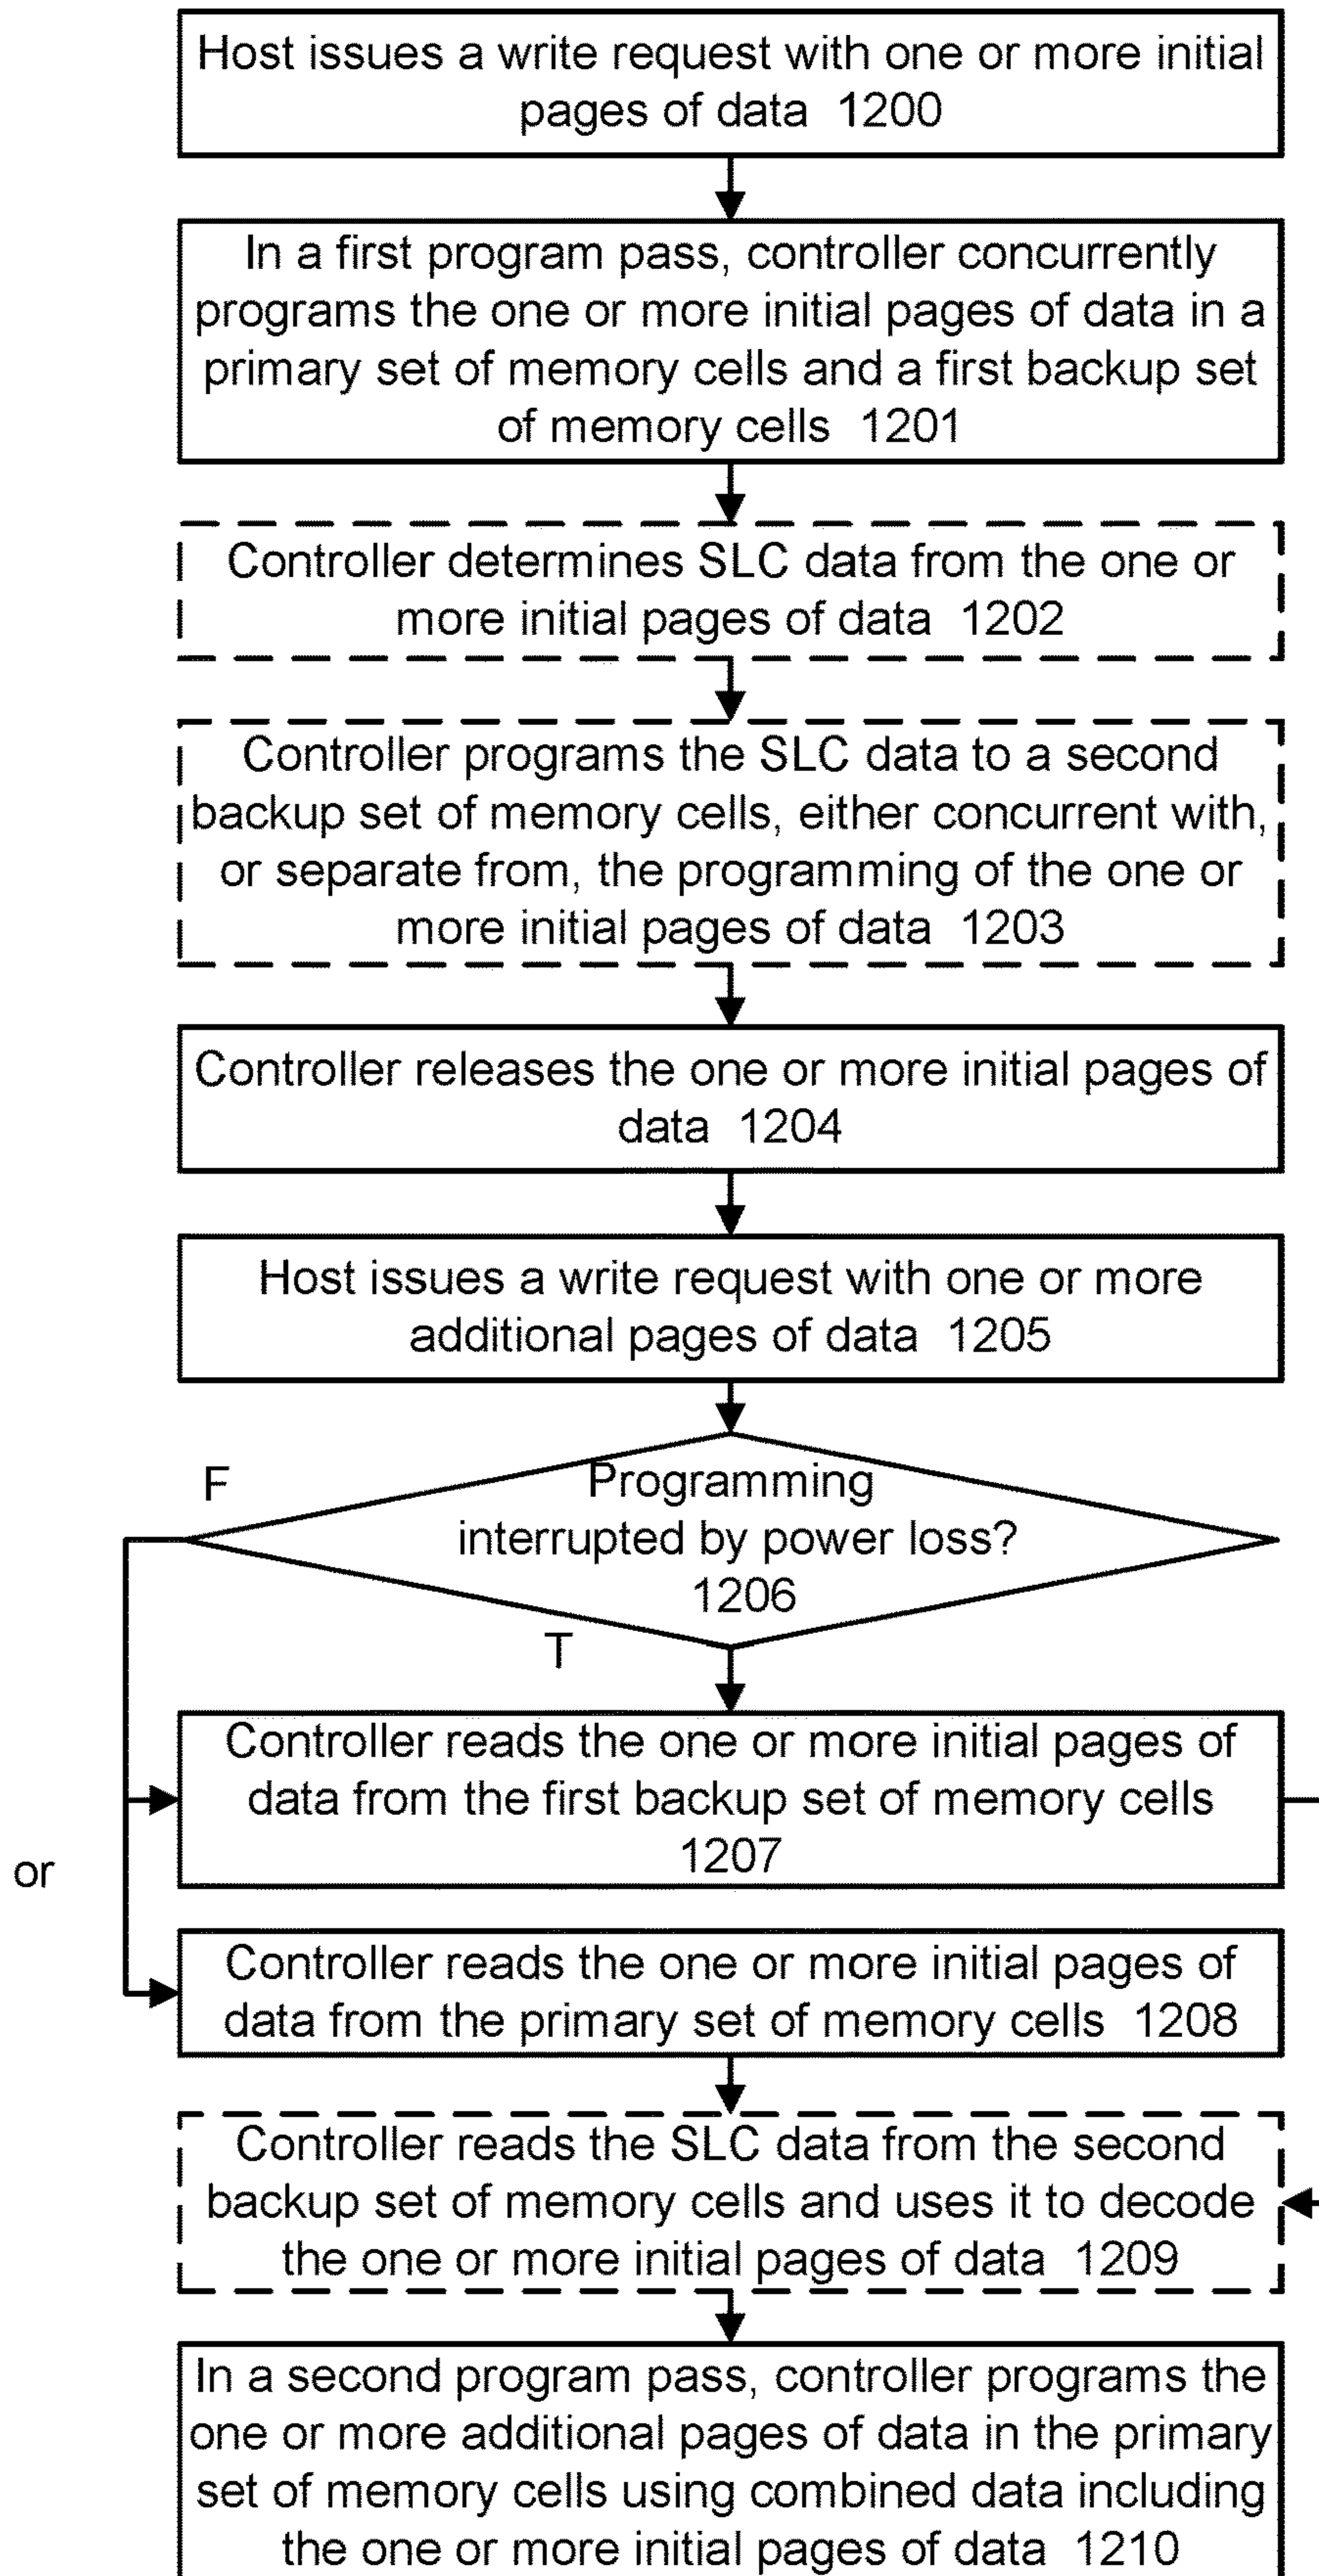 Host issues a write request with one or more initial
pages of data 1200
In a first program pass, controller concurrently
programs the one or more initial pages of data in a
primary set of memory cells and a first backup set
of memory cells 1201
Controller determines SLC data from the one or
more initial pages of data 1202
Controller programs the SLC data to a second
backup set of memory cells, either concurrent with,
or separate from, the programming of the one or
more initial pages of data 1203
Controller releases the one or more initial pages of
data 1204
Host issues a write request with one or more
additional pages of data 1205
F
Programming
interrupted by power loss?
1206
T
Controller reads the one or more initial pages of
data from the first backup set of memory cells
1207
or
Controller reads the one or more initial pages of
data from the primary set of memory cells 1208
Controller reads the SLC data from the second
backup set of memory cells and uses it to decode
the one or more initial pages of data 1209
In a second program pass, controller programs the
one or more additional pages of data in the primary
set of memory cells using combined data including
the one or more initial pages of data 1210